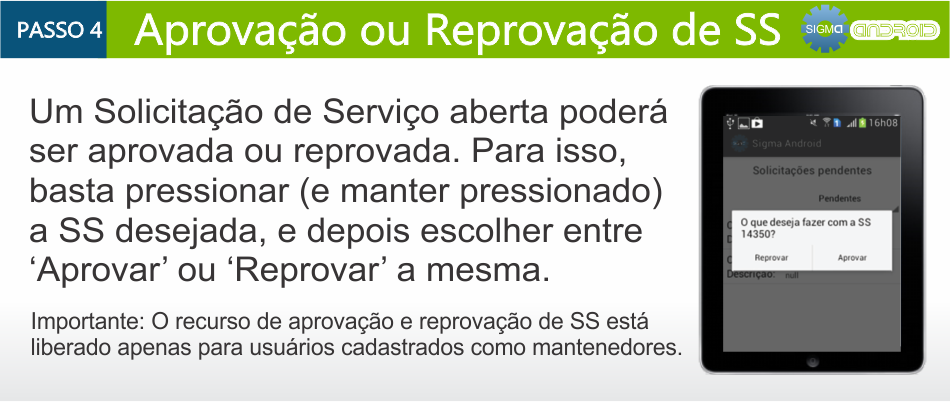 PASSO 4
Aprovação ou Reprovação de SS
SIGMa
ANDROID
Um Solicitação de Serviço aberta poderá
ser aprovada ou reprovada. Para isso,
basta pressionar (e manter pressionado)
a SS desejada, e depois escolher entre
‘Aprovar’ ou ‘Reprovar’ a mesma.
Importante: O recurso de aprovação e reprovação de SS está
liberado apenas para usuários cadastrados como mantenedores.
16h08
Sigma Android
Solicitações pendentes
Pendentes
O que deseja fazer com a SS
14350?
Reprovar Aprovar
Descrição: null